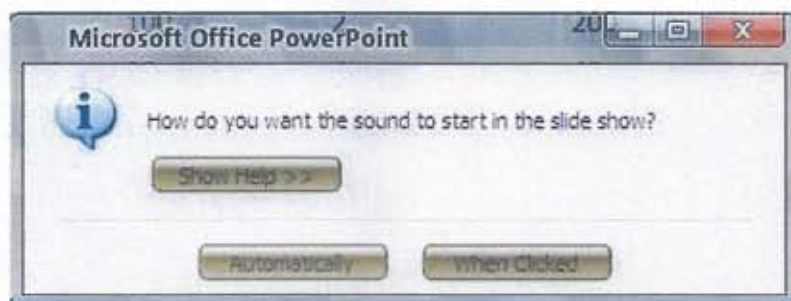 Microsoft Office PowerPoint
How do you want the sound to start in the slide show?
Show Help >>
Automatically
When Clicked